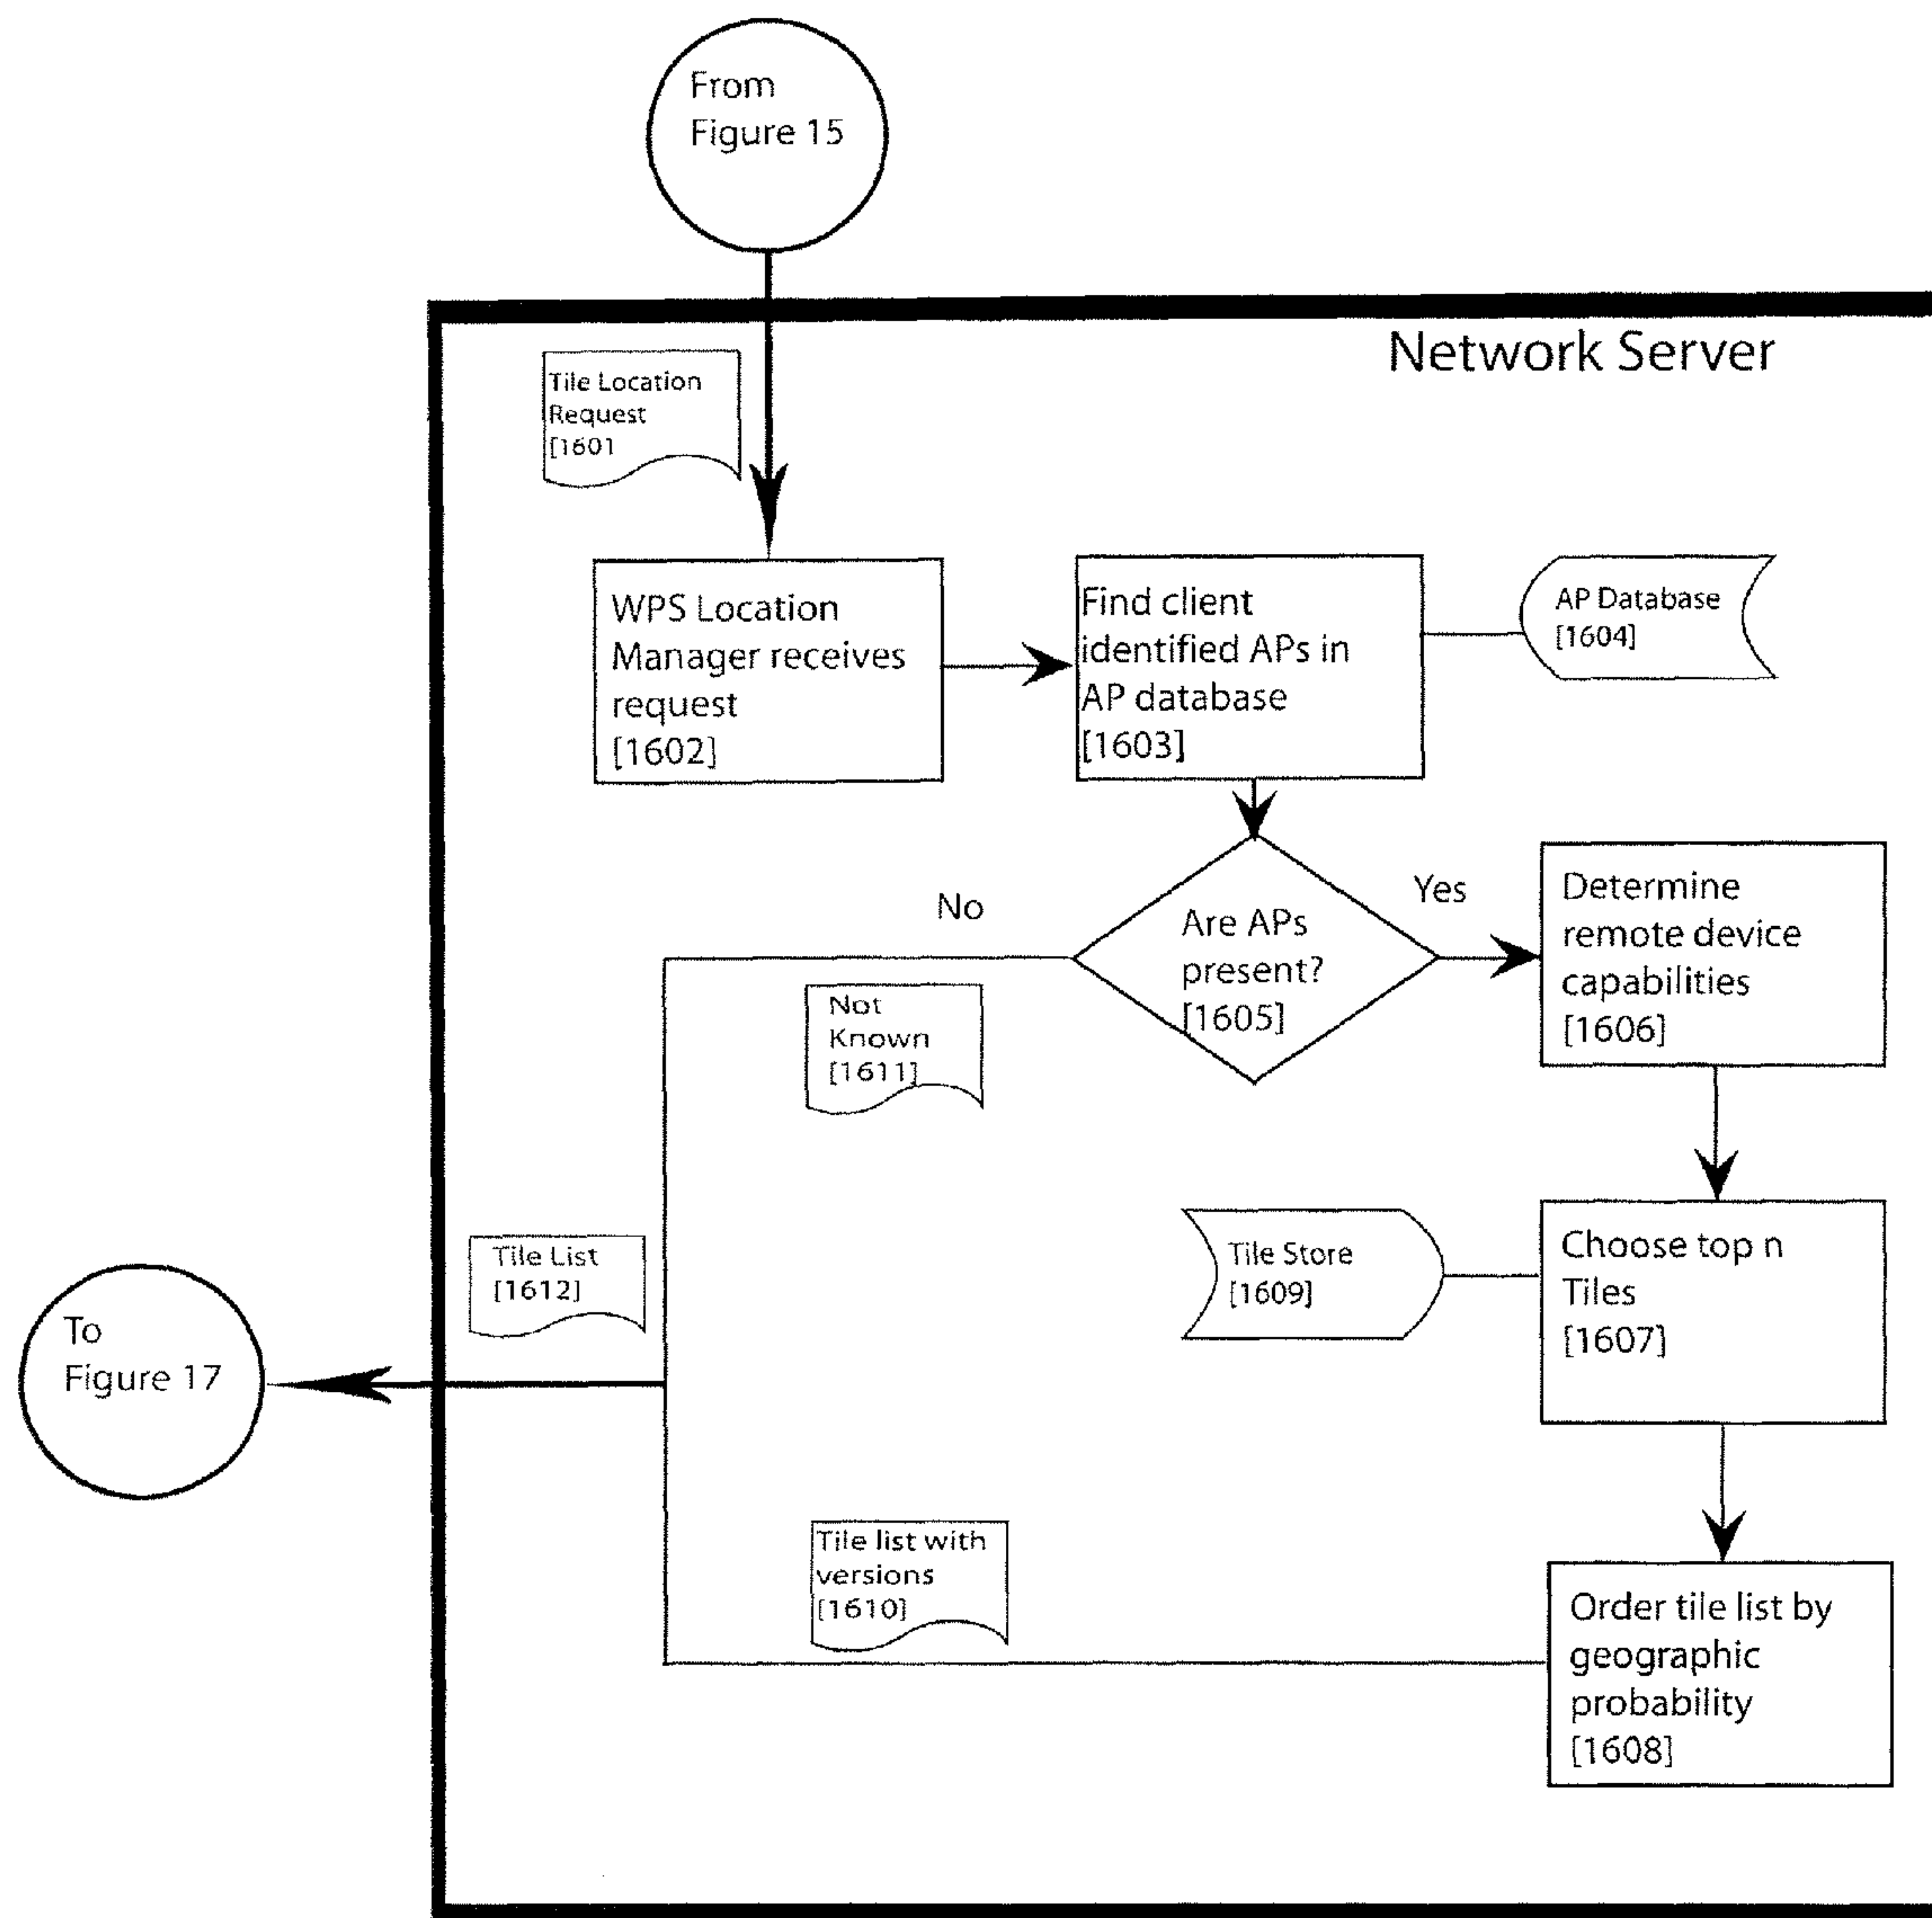 From
Figure 15
Network Server
Tile Location
Request
[1601
WPS Location
Manager receives
request
[1602]
Find client
identified APs in
AP database
[1603]
AP Database
[1604]
No
Yes
Are APs
present?
[1605]
Determine
remote device
capabilities
[1606]
Not
Known
[1611]
Tile List
[1612]
Tile Store
[1609]
Choose top n
Tiles
[1607]
To
Figure 17
Tile list with
versions
[1610]
Order tile list by
geographic
probability
[1608]